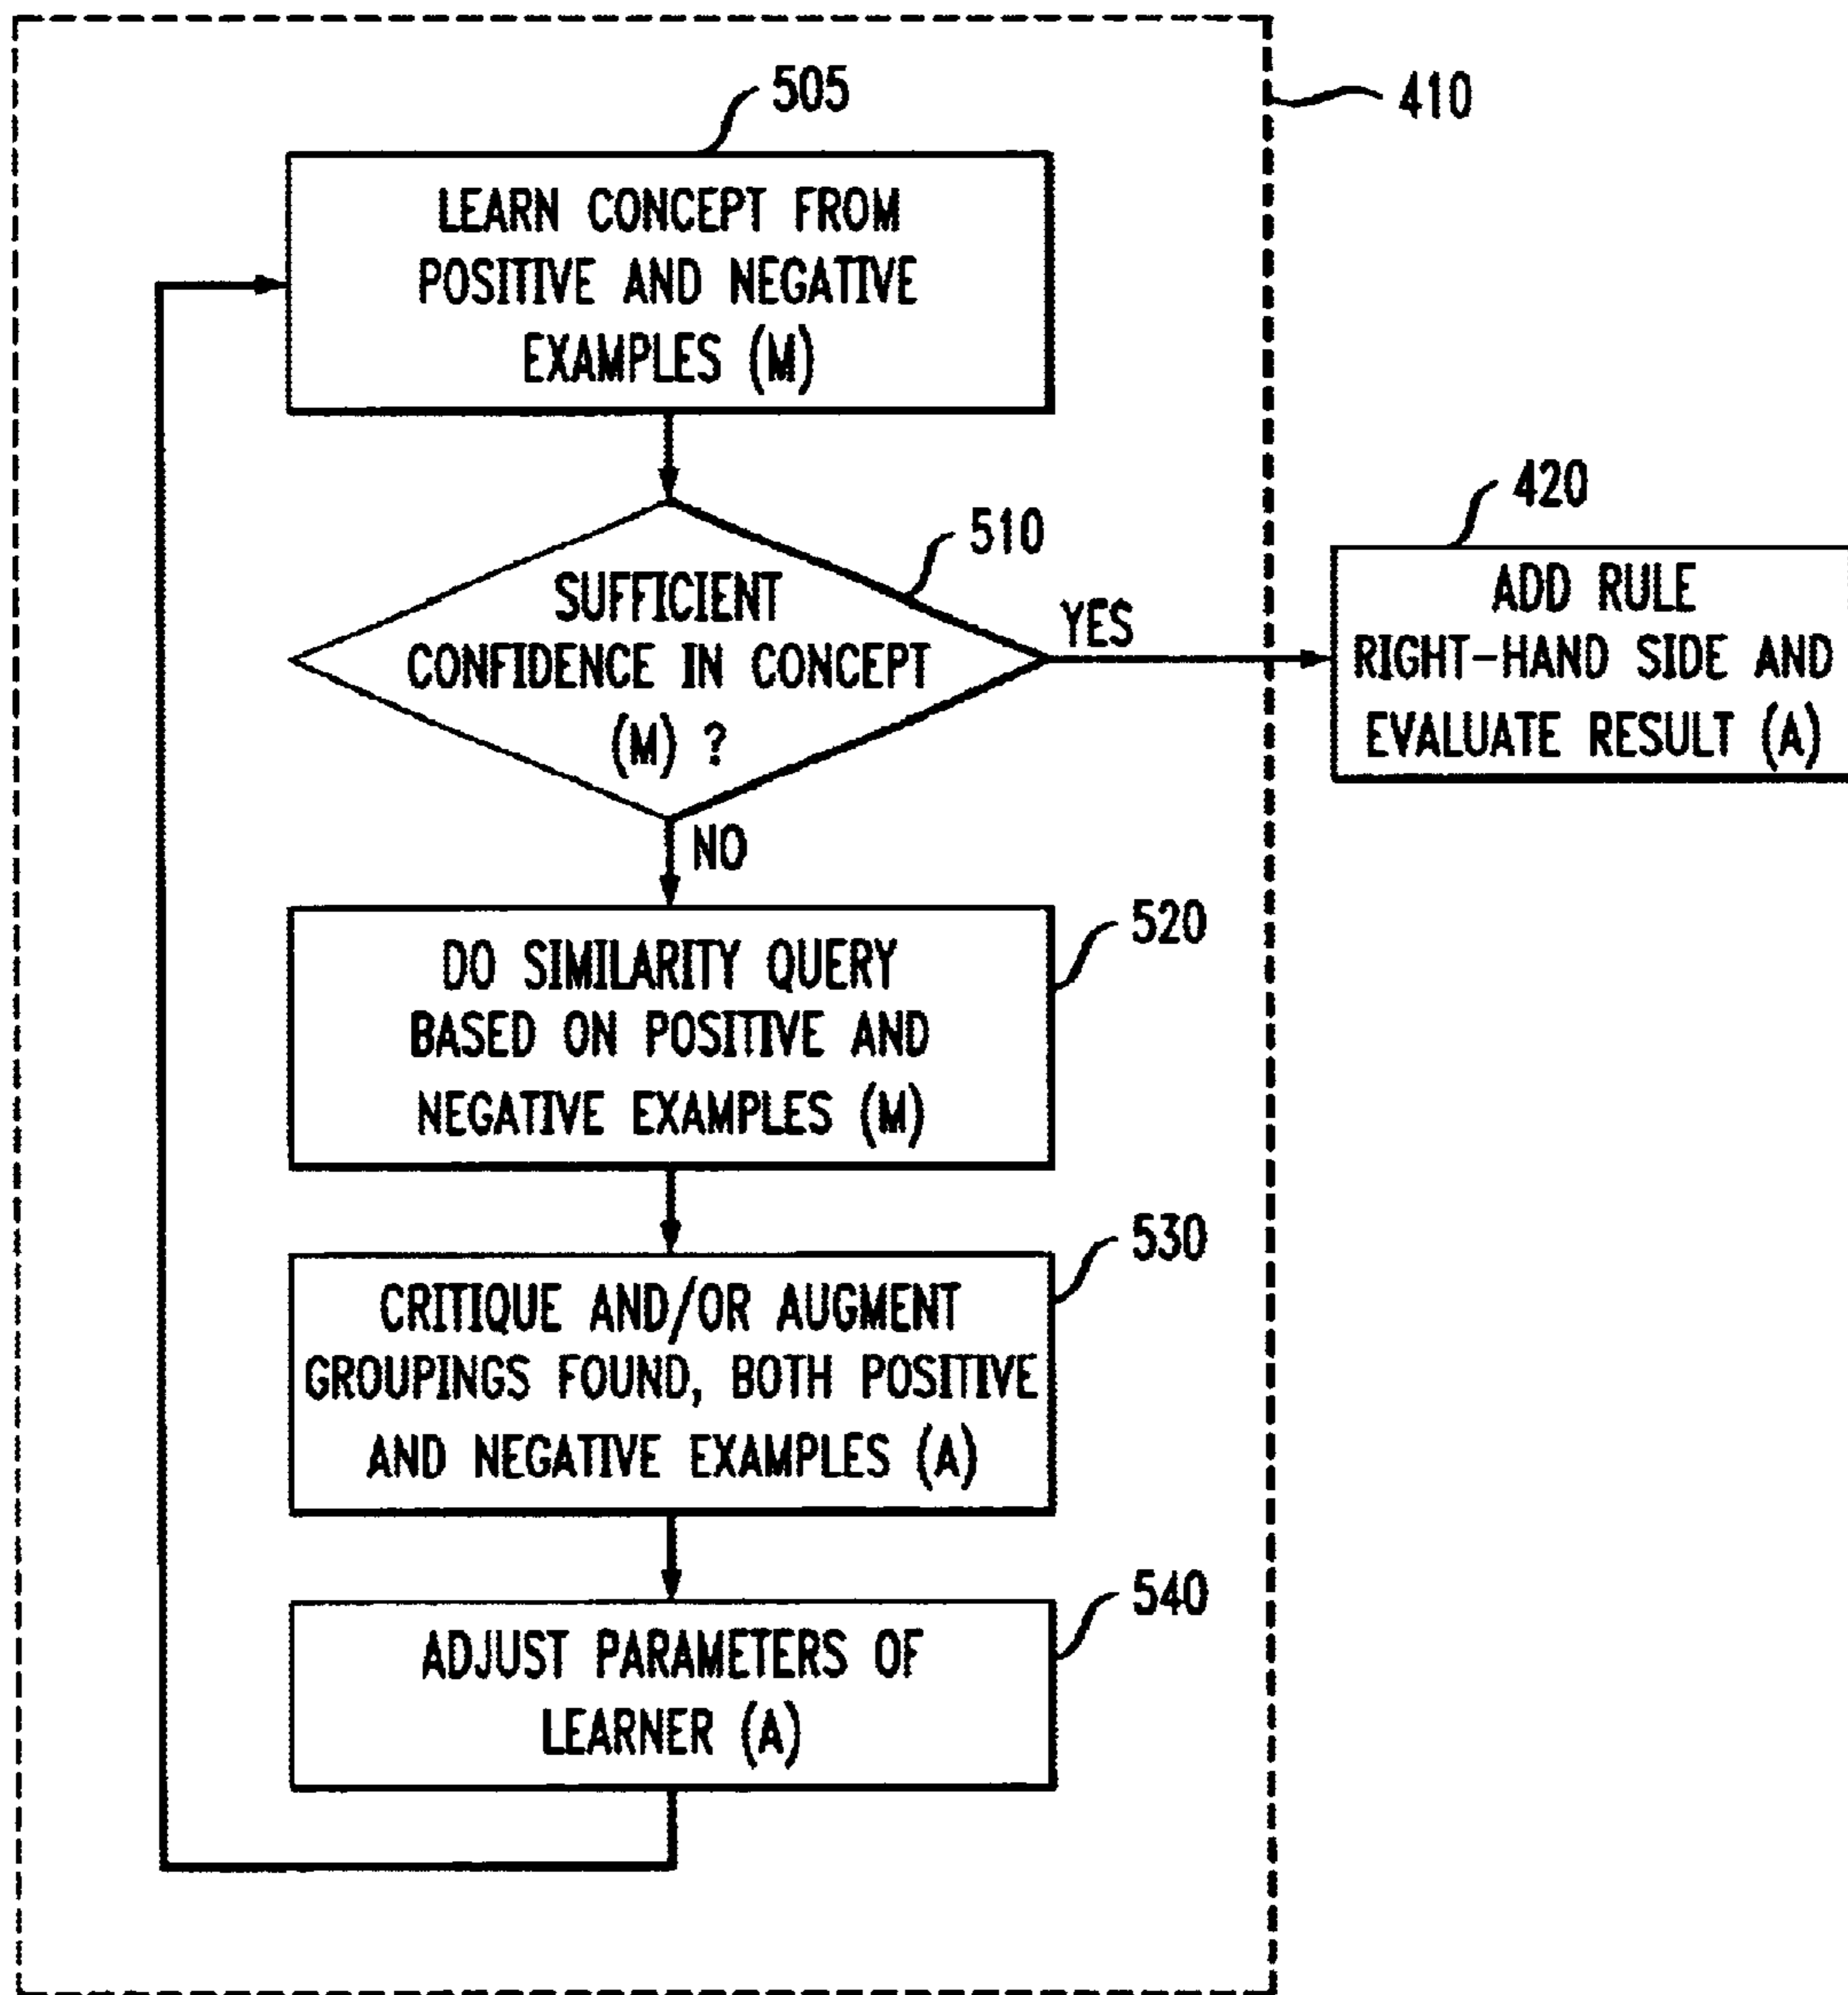 505
410
LEARN CONCEPT FROM
POSITIVE AND NEGATIVE
EXAMPLES (M)
510
SUFFICIENT
CONFIDENCE IN CONCEPT
(M) ?
YES
420
ADD RULE
RIGHT-HAND SIDE AND
EVALUATE RESULT (A)
NO
520
DO SIMILARITY QUERY
BASED ON POSITIVE AND
NEGATIVE EXAMPLES (M)
530
CRITIQUE AND/OR AUGMENT
GROUPINGS FOUND, BOTH POSITIVE
AND NEGATIVE EXAMPLES (A)
540
ADJUST PARAMETERS OF
LEARNER (A)